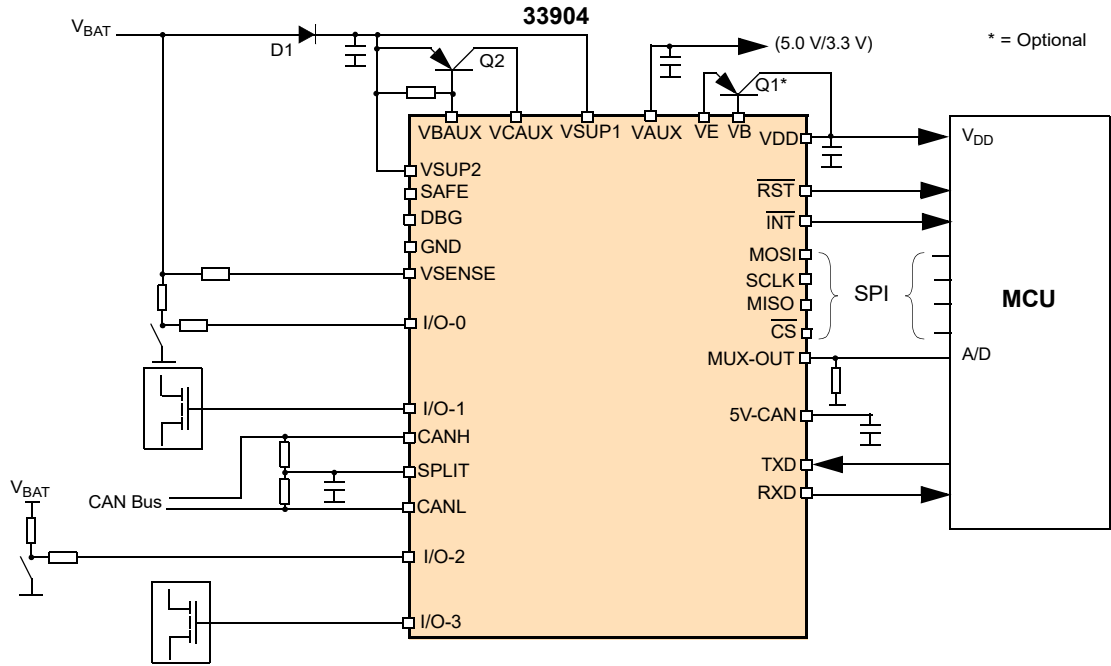 33904
V_BAT
D1
Q2
(5.0 V/3.3 V)
* = Optional
Q1*
VBAUX VCAUX VSUP1 VAUX VE VB
VDD
V_DD
VSUP2
SAFE
RST
DBG
INT
GND
MOSI
VSENSE
SCLK
SPI
MCU
MISO
I/O-0
CS
MUX-OUT
A/D
I/O-1
5V-CAN
CANH
SPLIT
TXD
V_BAT
RXD
CAN Bus
CANL
I/O-2
I/O-3